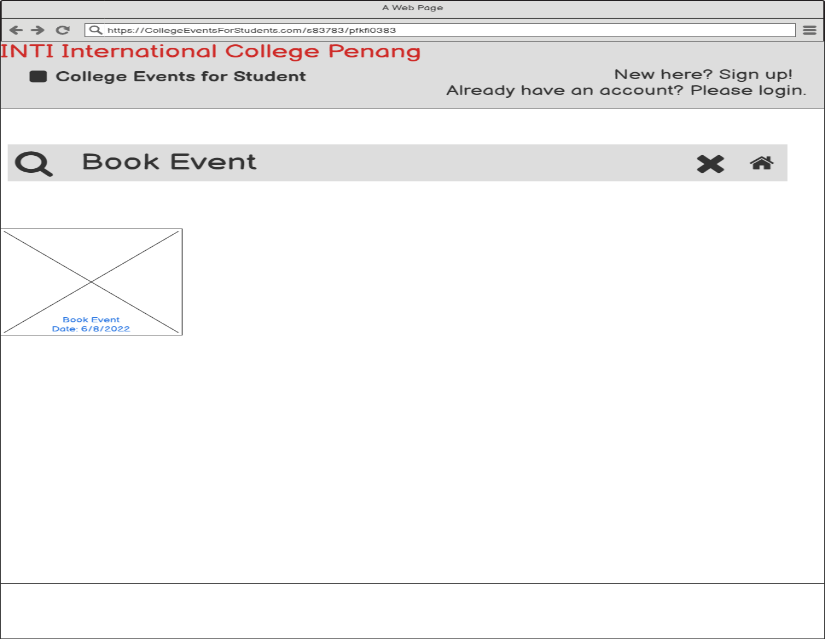 A Web Page
https://CollegeEventsForStudents.com/s83783/pfkfi0383
INTI International College Penang
College Events for Student
New here? Sign up!
Already have an account? Please login.
Book Event
Book Event
Date: 6/8/2022